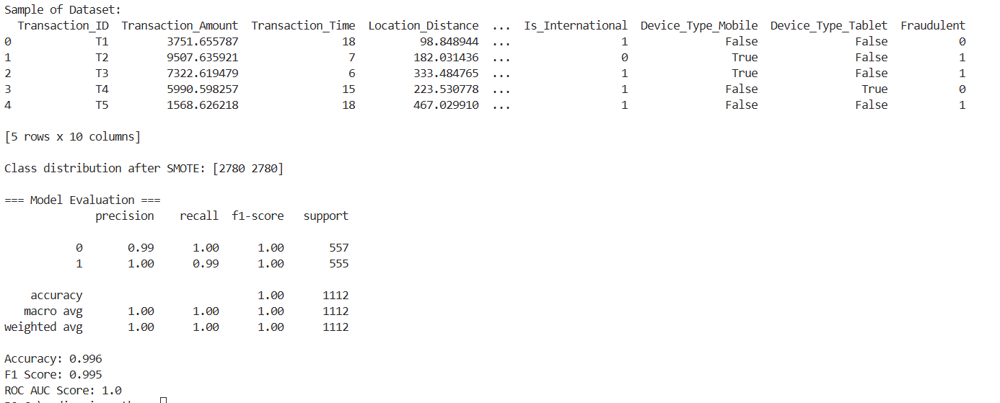 Sample of Dataset:
  Transaction_ID  Transaction_Amount  Transaction_Time  Location_Distance  ...  Is_International  Device_Type_Mobile  Device_Type_Tablet  Fraudulent
0             T1         3751.655787                18          98.848944  ...                 1               False               False           0
1             T2         9507.635921                 7         182.031436  ...                 0                True               False           1
2             T3         7322.619479                 6         333.484765  ...                 1                True               False           1
3             T4         5990.598257                15         223.530778  ...                 1               False                True           0
4             T5         1568.626218                18         467.029910  ...                 1               False               False           1
[5 rows x 10 columns]
Class distribution after SMOTE: [2780 2780]
=== Model Evaluation ===
              precision    recall  f1-score   support
           0       0.99      1.00      1.00       557
           1       1.00      0.99      1.00       555
    accuracy                           1.00      1112
   macro avg       1.00      1.00      1.00      1112
weighted avg       1.00      1.00      1.00      1112
Accuracy: 0.996
F1 Score: 0.995
ROC AUC Score: 1.0